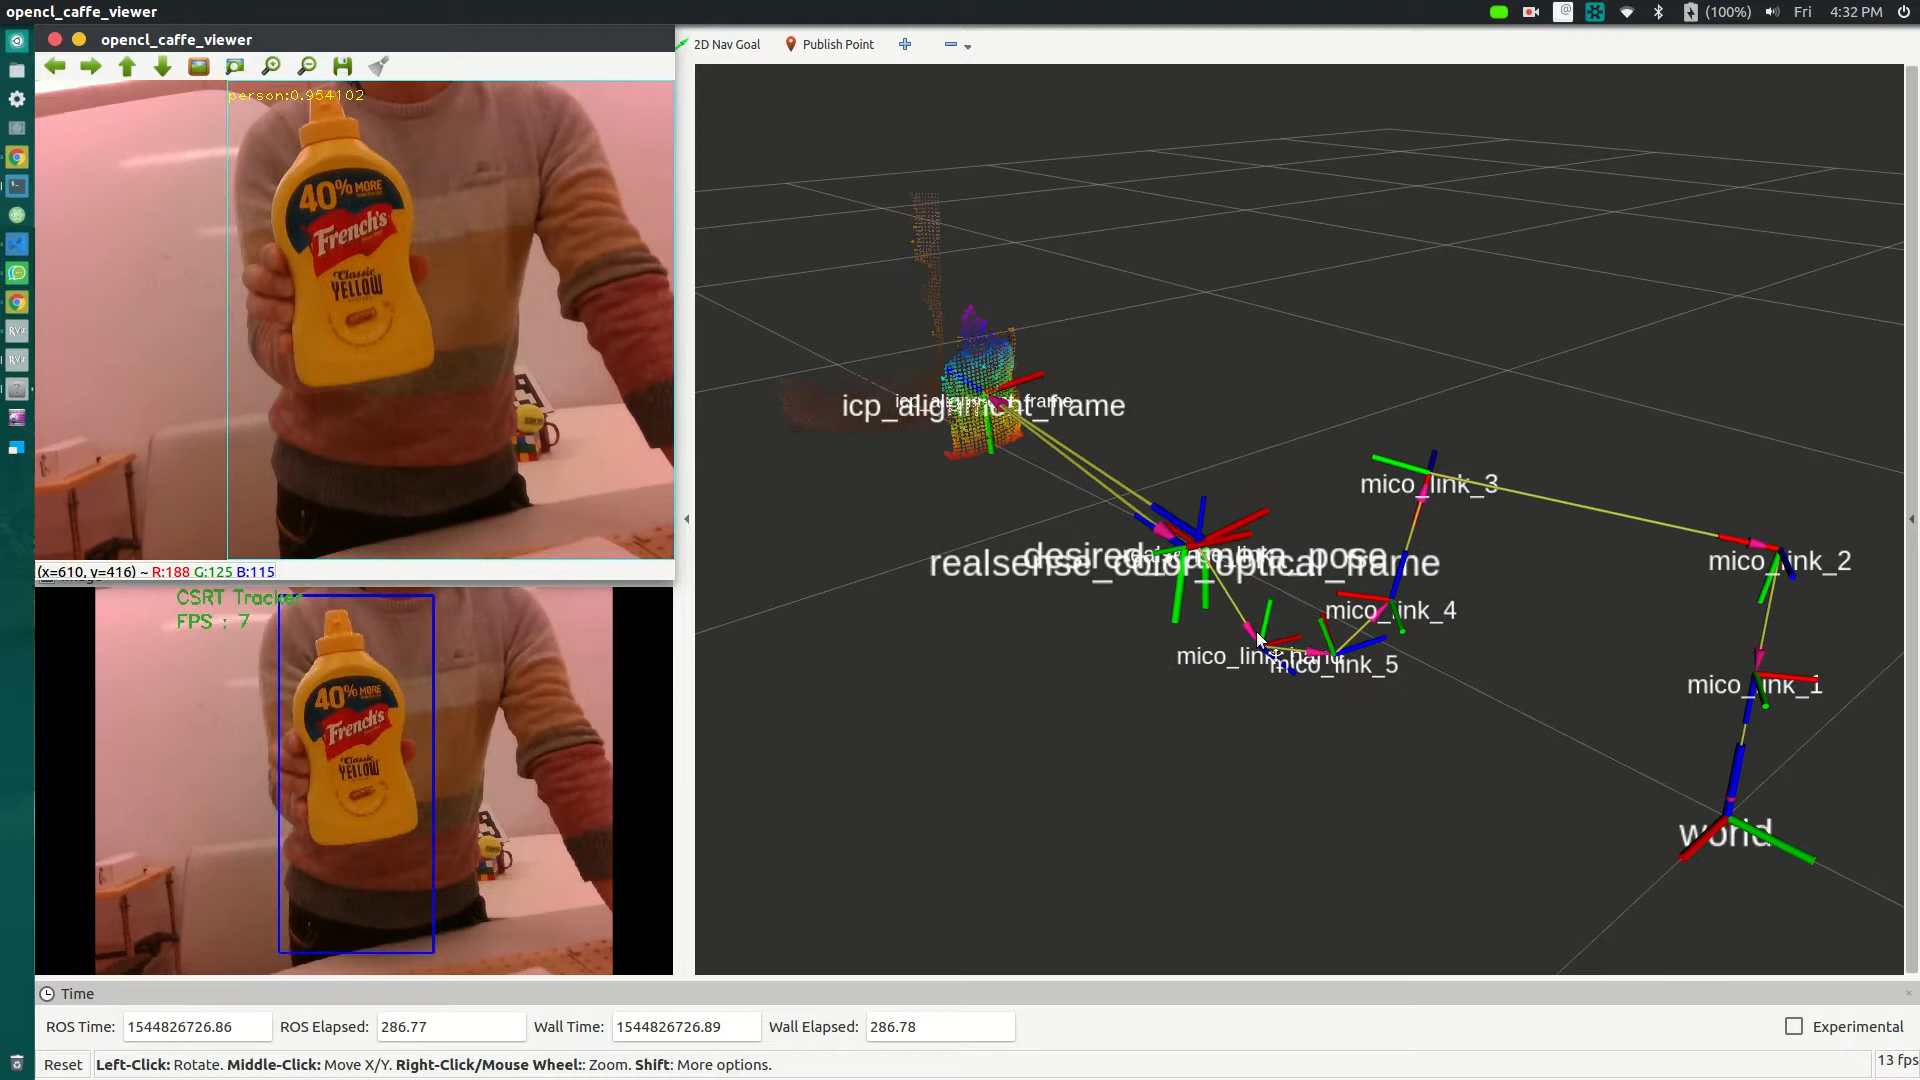 opencl_caffe_viewer
(100%)
Fri
4:32 PM
opencl_caffe_viewer
2D Nav Goal
Publish Point
person:0.954102
40% MORE
French's
Classic
YELLOW
(x=610, y=416) ~ R:188 G:125 B:115
CSRT Tracker
FPS : 7
40% MORE
French's
Classic
YELLOW
icp_alignment_frame
icp_alignment_frame
desired_camera_pose
realsense_color_optical_frame
mico_link_3
mico_link_2
mico_link_4
mico_link_hand
mico_link_5
mico_link_1
world
Time
ROS Time: 1544826726.86 ROS Elapsed: 286.77 Wall Time: 1544826726.89 Wall Elapsed: 286.78 Experimental
Reset Left-Click: Rotate. Middle-Click: Move X/Y. Right-Click/Mouse Wheel:: Zoom. Shift: More options. 13 fps